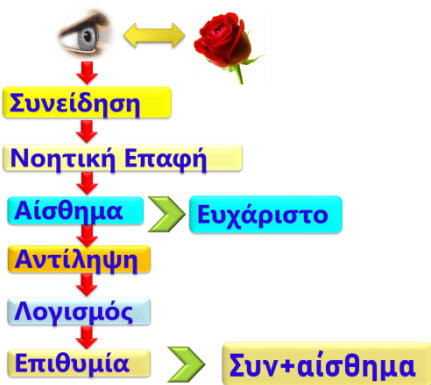 Συνείδηση
Νοητική Επαφή
Αίσθημα
Ευχάριστο
Αντίληψη
Λογισμός
Επιθυμία
Συν+αίσθημα